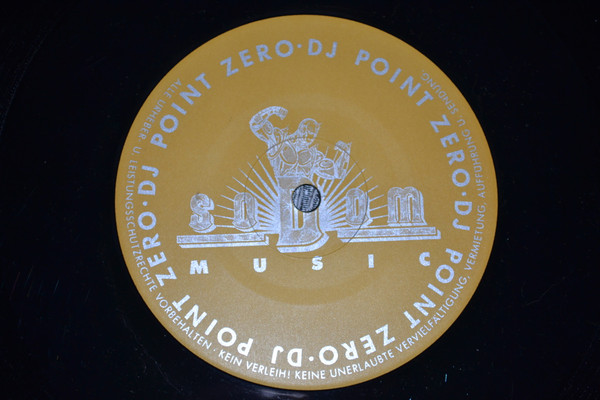 DJ POINT ZERO·DJ POINT ZERO·DJ POINT ZERO·DJ POINT ZERO·
saDom
MUSIC
ALLE URHEBER U. LEISTUNGSSCHUTZRECHTE VORBEHALTEN · KEIN VERLEIH! KEINE UNERLAUBTE VERVIELFÄLTIGUNG, VERMIETUNG, AUFFÜHRUNG U. SENDUNG